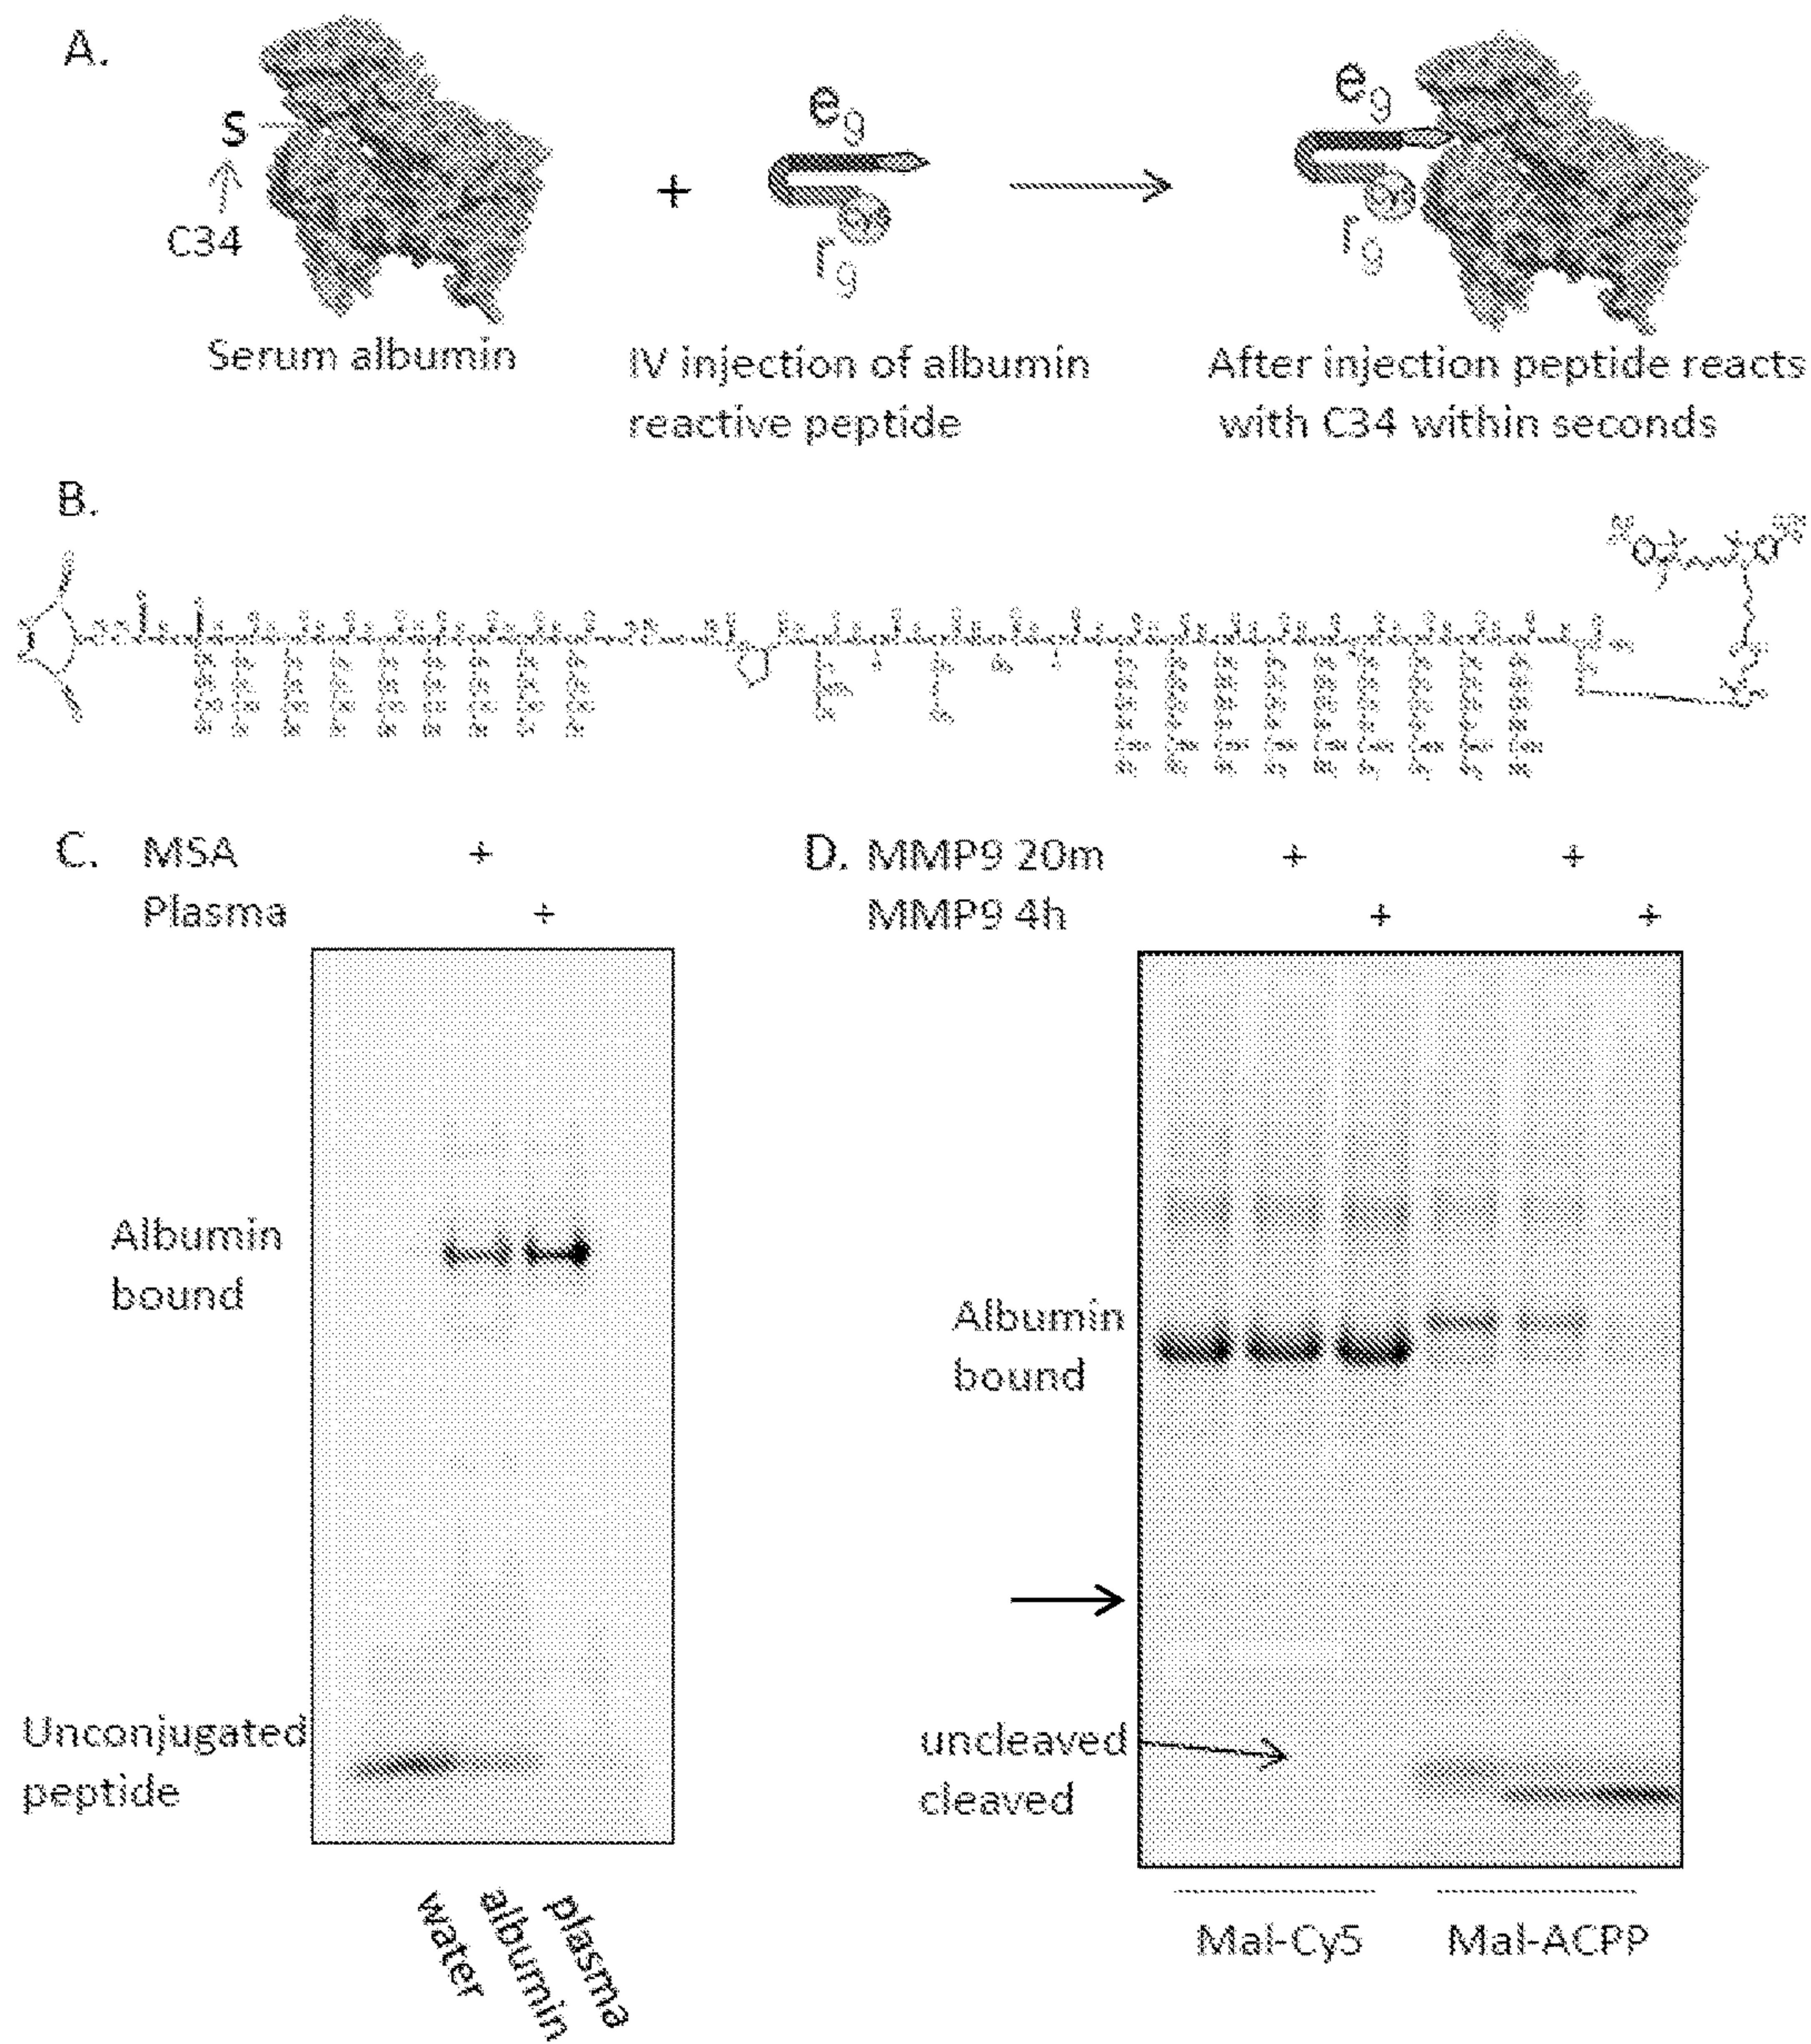 A.
S
C34
Serum albumin
+
e9
Cy5
r9
IV injection of albumin
reactive peptide
e9
Cy5
r9
After injection peptide reacts
with C34 within seconds
B.
C. MSA +
Plasma +
Albumin
bound
Unconjugated
peptide
water
albumin
plasma
D. MMP9 20m + +
MMP9 4h + +
Albumin
bound
uncleaved
cleaved
Mal-Cy5
Mal-ACPP